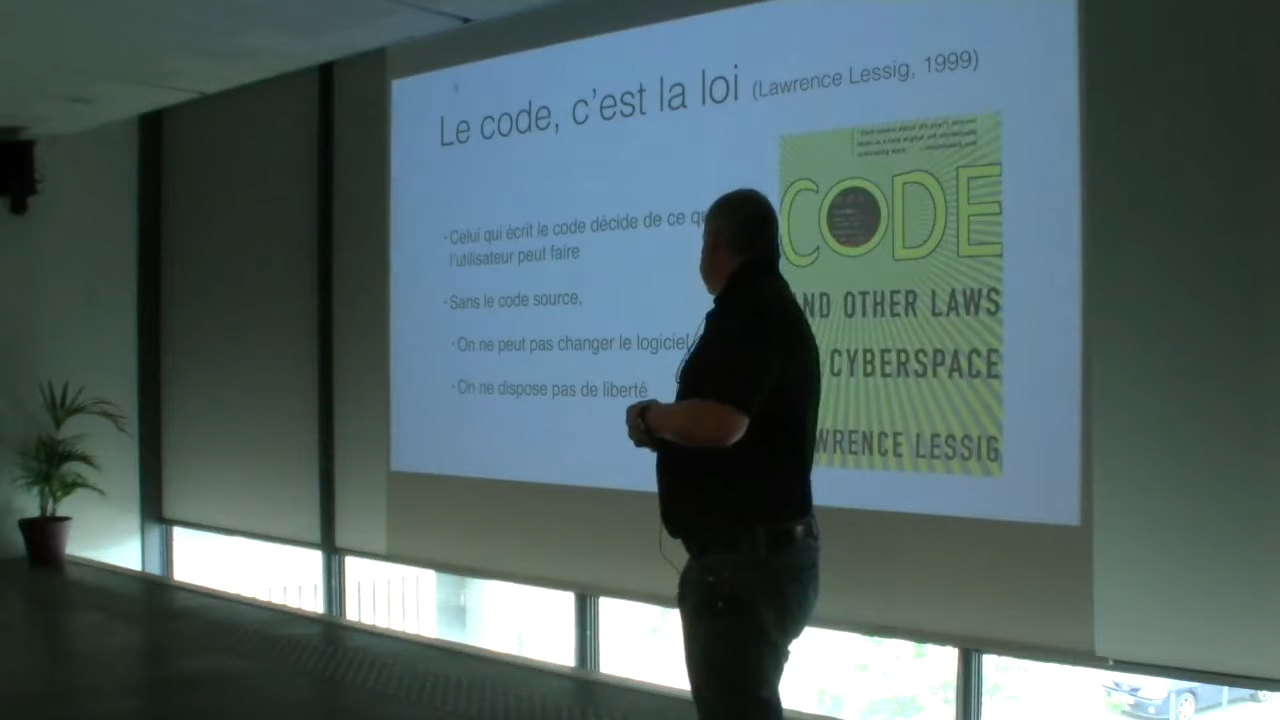 Le code, c'est la loi (Lawrence Lessig, 1999)
·Celui qui écrit le code décide de ce qu
l'utilisateur peut faire
·Sans le code source,
·On ne peut pas changer le logiciel
·On ne dispose pas de liberté
CODE
ND OTHER LAWS
CYBERSPACE
WRENCE LESSIG